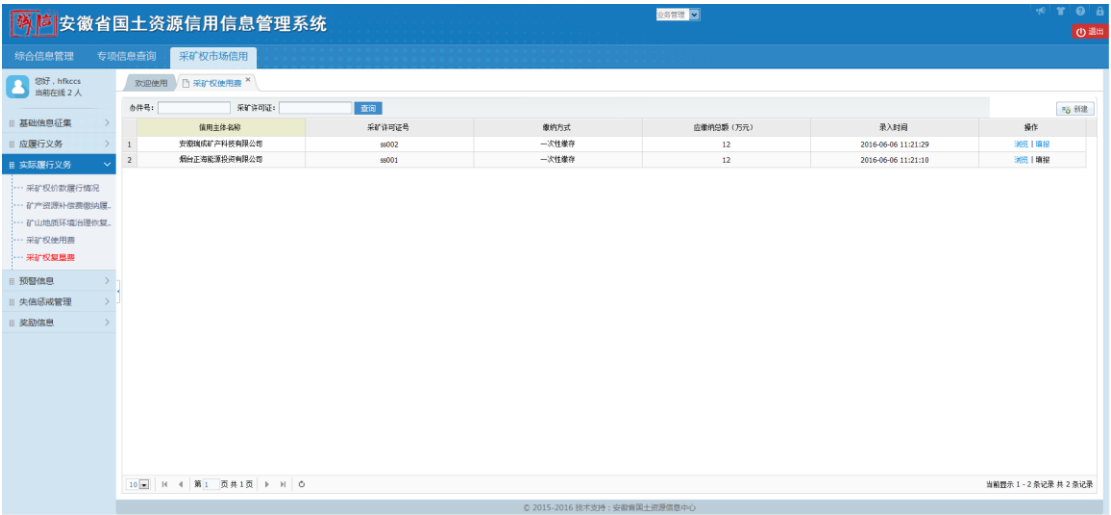 安徽省国土资源信用信息管理系统
业务管理
退出
综合信息管理 专项信息查询 采矿权市场信用
您好，hfkccs
当前在线 2 人
欢迎使用 采矿权使用费 ×
办件号： 采矿许可证： 查询 新建
基础信息征集
应履行义务
实际履行义务
采矿权价款履行情况
矿产资源补偿费缴纳履..
矿山地质环境治理恢复..
采矿权使用费
采矿权复垦费
预警信息
失信惩戒管理
奖励信息
信用主体名称 采矿许可证号 缴纳方式 应缴纳总额（万元） 录入时间 操作
1 安徽瑞成矿产科技有限公司 ss002 一次性缴存 12 2016-06-06 11:21:29 浏览 | 填报
2 烟台正海能源投资有限公司 ss001 一次性缴存 12 2016-06-06 11:21:10 浏览 | 填报
10 第 1 页共1页 当前显示 1 - 2 条记录 共 2 条记录
© 2015-2016 技术支持：安徽省国土资源信息中心